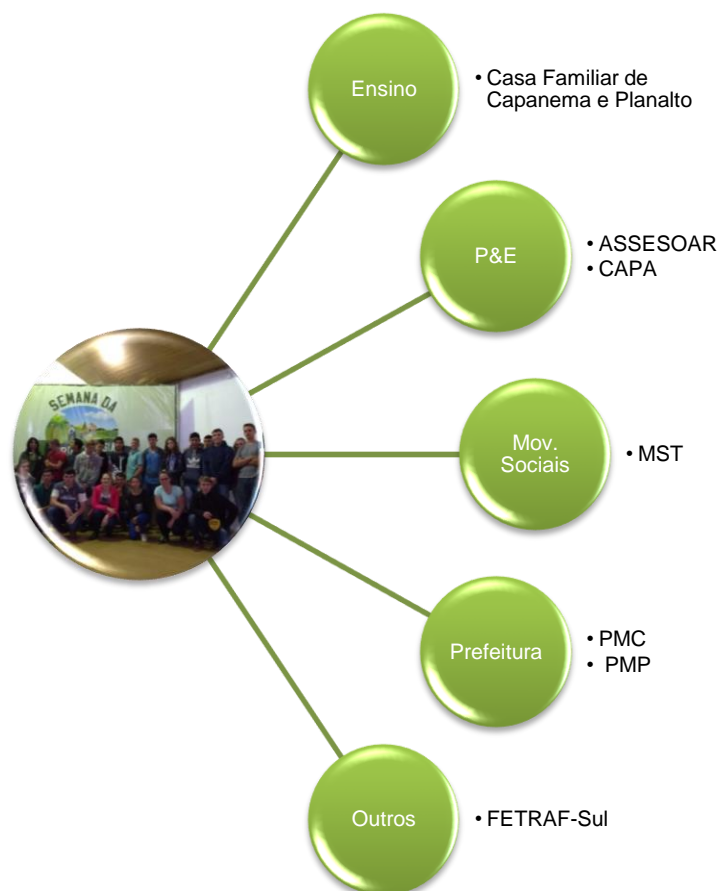 Ensino
• Casa Familiar de
Capanema e Planalto
P&E
• ASSESOAR
• CAPA
SEMANA DA
Mov.
Sociais
• MST
Prefeitura
• PMC
• PMP
Outros
• FETRAF-Sul